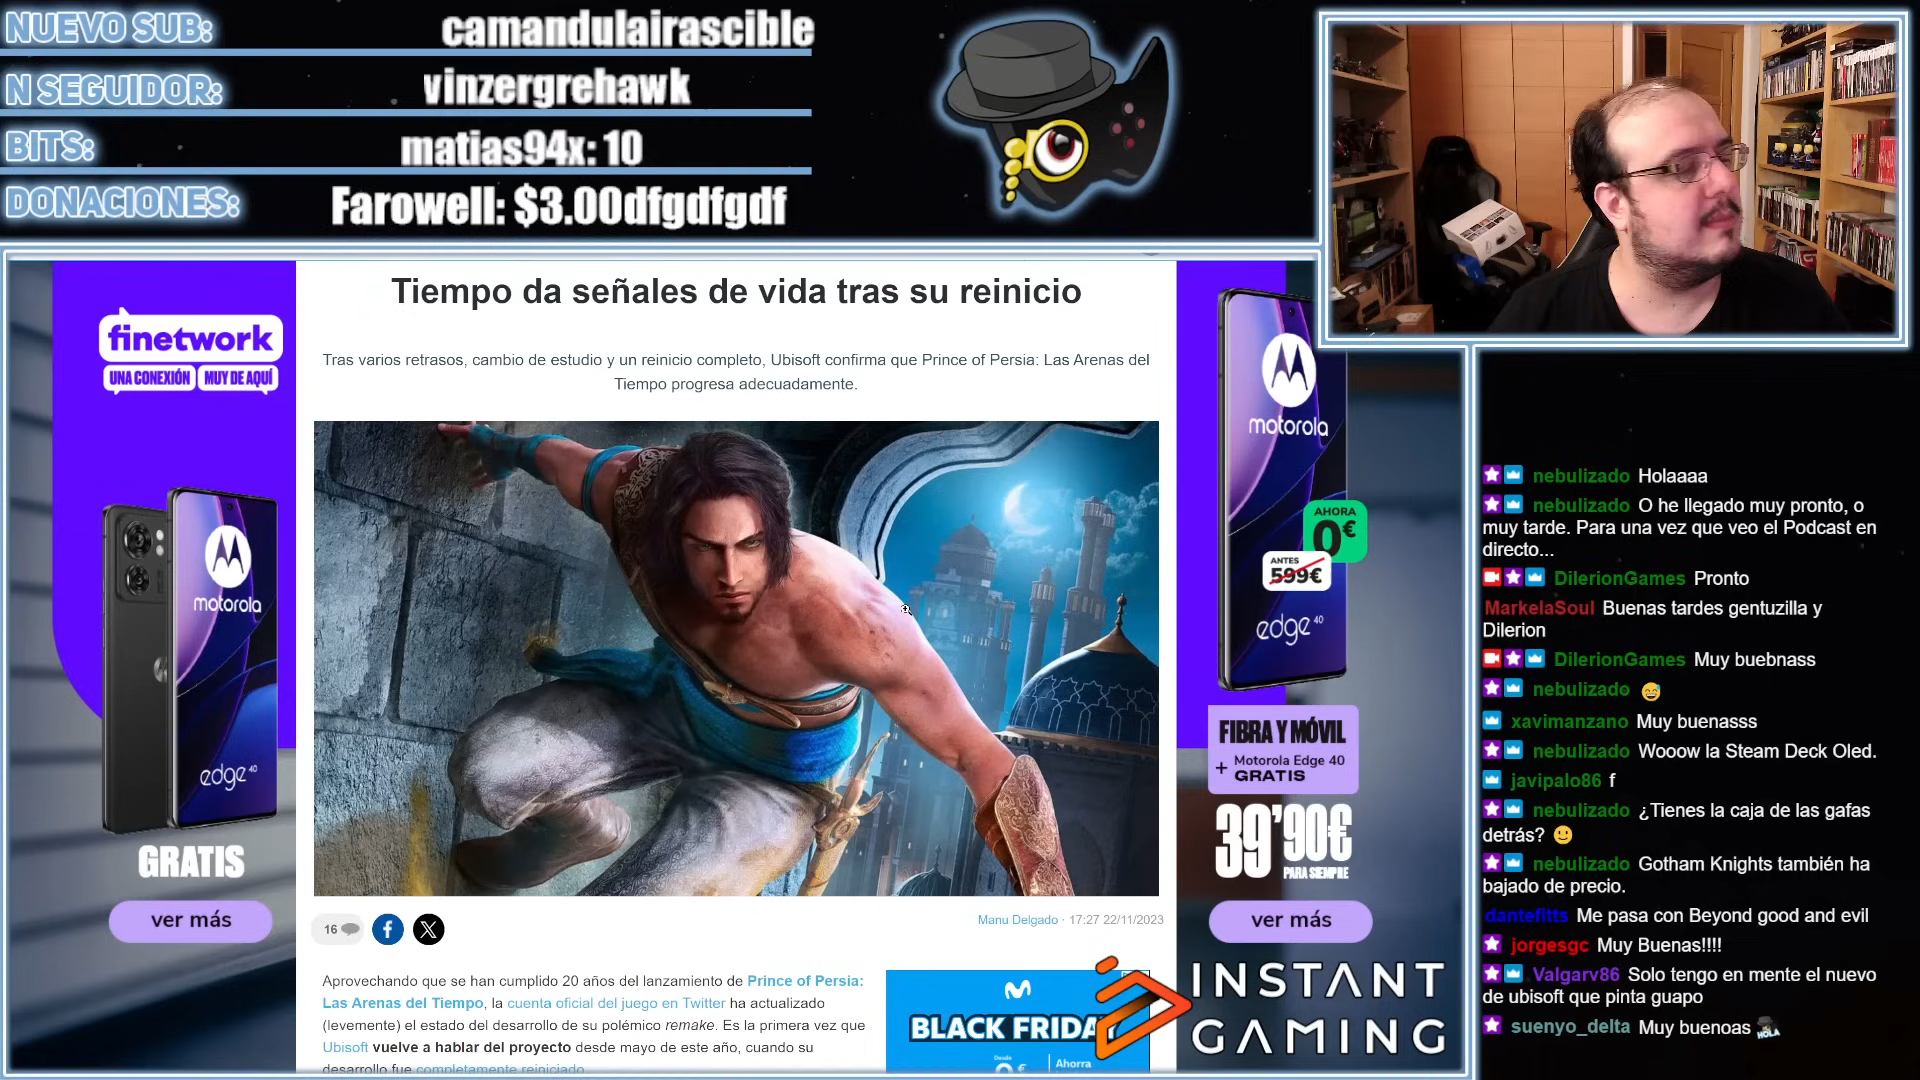 NUEVO SUB: camandulairascible
N SEGUIDOR: vinzergrehawk
BITS: matias94x: 10
DONACIONES: Farowell: $3.00dfgdfgdf
finetwork
UNA CONEXIÓN MUY DE AQUÍ
motorola
edge 40
GRATIS
ver más
Tiempo da señales de vida tras su reinicio
Tras varios retrasos, cambio de estudio y un reinicio completo, Ubisoft confirma que Prince of Persia: Las Arenas del
Tiempo progresa adecuadamente.
16
Manu Delgado · 17:27 22/11/2023
Aprovechando que se han cumplido 20 años del lanzamiento de Prince of Persia:
Las Arenas del Tiempo, la cuenta oficial del juego en Twitter ha actualizado
(levemente) el estado del desarrollo de su polémico remake. Es la primera vez que
Ubisoft vuelve a hablar del proyecto desde mayo de este año, cuando su
desarrollo fue completamente reiniciado
BLACK FRIDAY
Desde
Ahorra
motorola
edge 40
AHORA
0€
ANTES
599€
FIBRA Y MÓVIL
+ Motorola Edge 40
GRATIS
39'90€
PARA SIEMPRE
ver más
INSTANT
GAMING
nebulizado Holaaaa
nebulizado O he llegado muy pronto, o
muy tarde. Para una vez que veo el Podcast en
directo...
DilerionGames Pronto
MarkelaSoul Buenas tardes gentuzilla y
Dilerion
DilerionGames Muy buebnass
nebulizado 😅
xavimanzano Muy buenasss
nebulizado Wooow la Steam Deck Oled.
javipalo86 f
nebulizado ¿Tienes la caja de las gafas
detrás? 🙂
nebulizado Gotham Knights también ha
bajado de precio.
dantefitts Me pasa con Beyond good and evil
jorgesgc Muy Buenas!!!!
Valgarv86 Solo tengo en mente el nuevo
de ubisoft que pinta guapo
suenyo_delta Muy buenoas HOLA